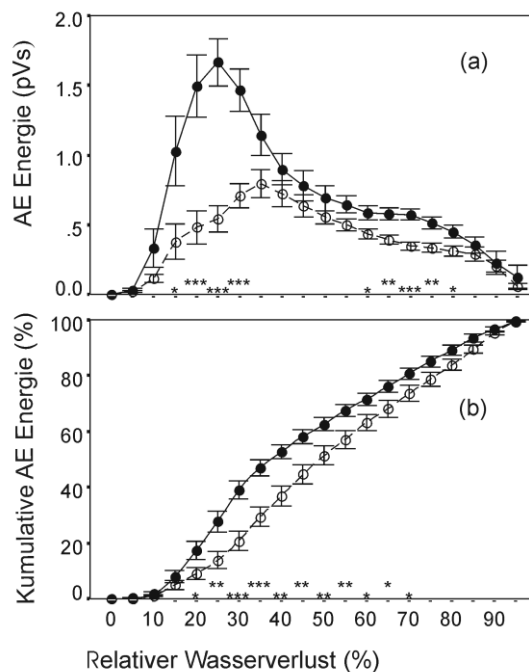 2.0
(a)
AE Energie (pVs)
1.5
1.0
.5
*** *** ** **
* *** * *** *
0.0
100
(b)
Kumulative AE Energie (%)
80
60
40
20
** *** ** ** *
* *** ** ** * *
0
0 10 20 30 40 50 60 70 80 90
Relativer Wasserverlust (%)